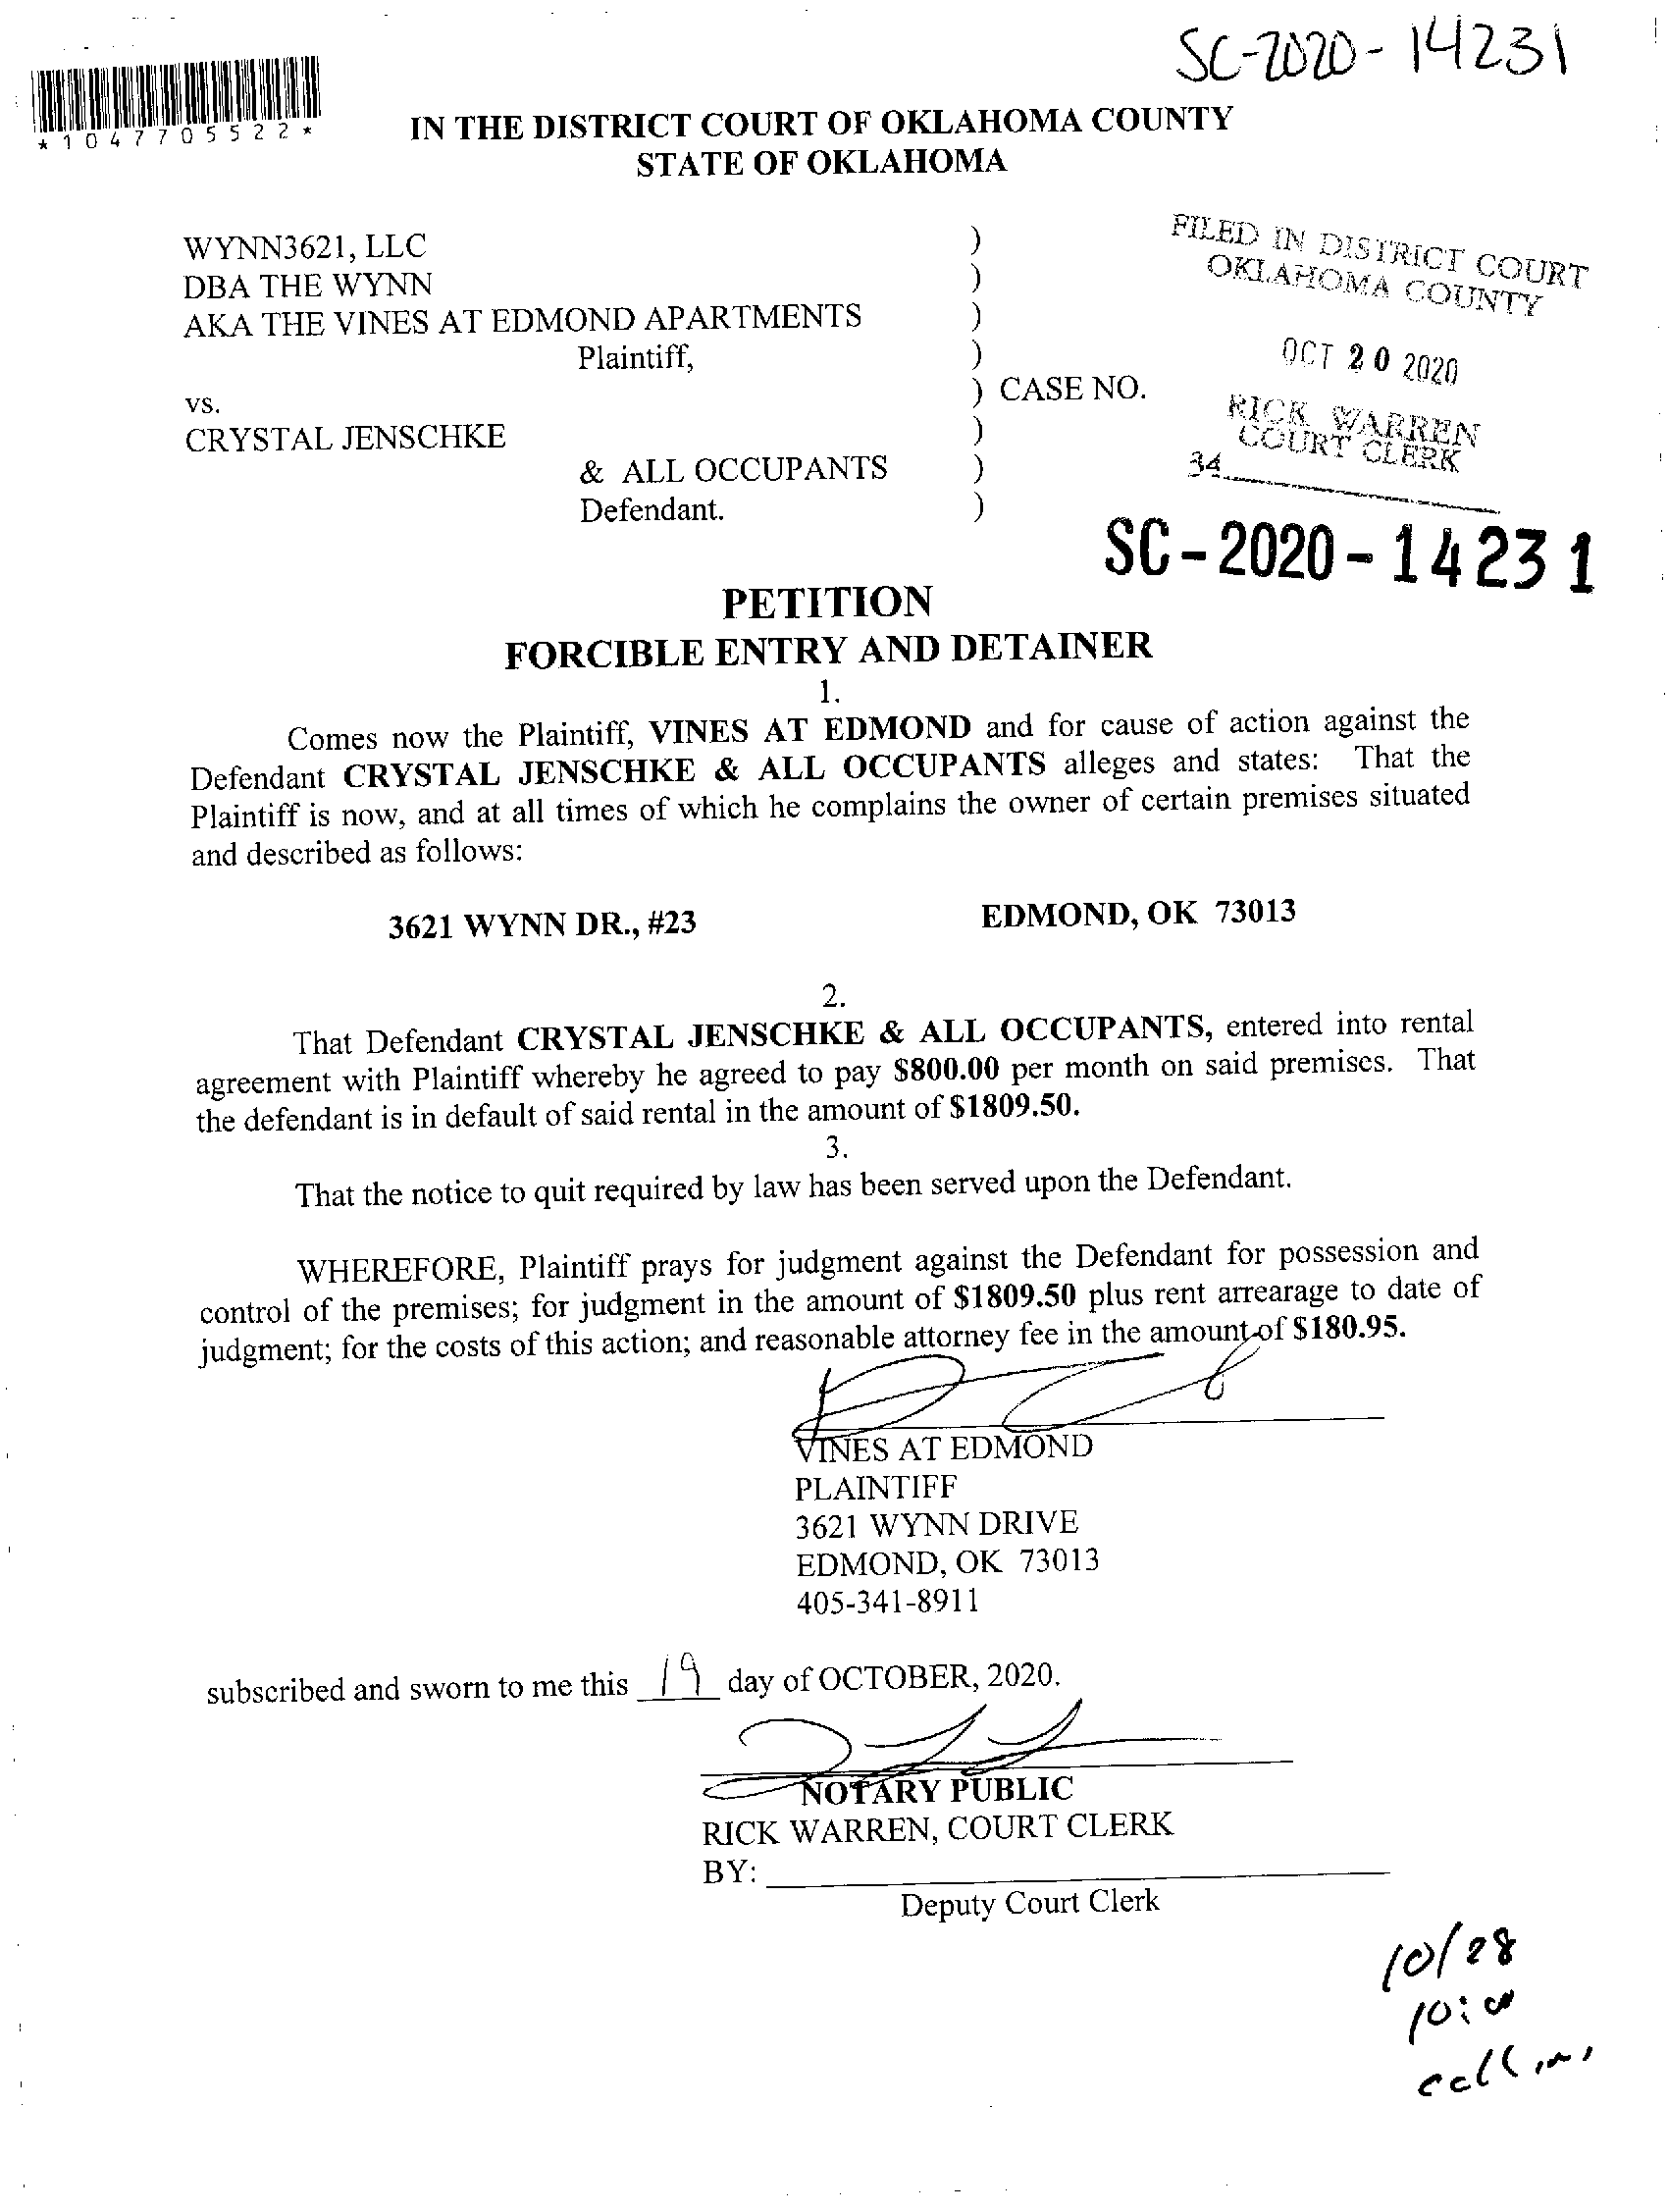 SC-2020-14231
*1047705522*
IN THE DISTRICT COURT OF OKLAHOMA COUNTY
STATE OF OKLAHOMA
WYNN3621, LLC )
DBA THE WYNN )
AKA THE VINES AT EDMOND APARTMENTS )
Plaintiff, )
vs. ) CASE NO.
CRYSTAL JENSCHKE )
& ALL OCCUPANTS )
Defendant. )
FILED IN DISTRICT COURT
OKLAHOMA COUNTY
OCT 20 2020
RICK WARREN
COURT CLERK
34
SC-2020-14231
PETITION
FORCIBLE ENTRY AND DETAINER
1.
Comes now the Plaintiff, VINES AT EDMOND and for cause of action against the
Defendant CRYSTAL JENSCHKE & ALL OCCUPANTS alleges and states: That the
Plaintiff is now, and at all times of which he complains the owner of certain premises situated
and described as follows:
3621 WYNN DR., #23 EDMOND, OK 73013
2.
That Defendant CRYSTAL JENSCHKE & ALL OCCUPANTS, entered into rental
agreement with Plaintiff whereby he agreed to pay $800.00 per month on said premises. That
the defendant is in default of said rental in the amount of $1809.50.
3.
That the notice to quit required by law has been served upon the Defendant.
WHEREFORE, Plaintiff prays for judgment against the Defendant for possession and
control of the premises; for judgment in the amount of $1809.50 plus rent arrearage to date of
judgment; for the costs of this action; and reasonable attorney fee in the amount of $180.95.
VINES AT EDMOND
PLAINTIFF
3621 WYNN DRIVE
EDMOND, OK 73013
405-341-8911
subscribed and sworn to me this 19 day of OCTOBER, 2020.
NOTARY PUBLIC
RICK WARREN, COURT CLERK
BY:
Deputy Court Clerk
10/28